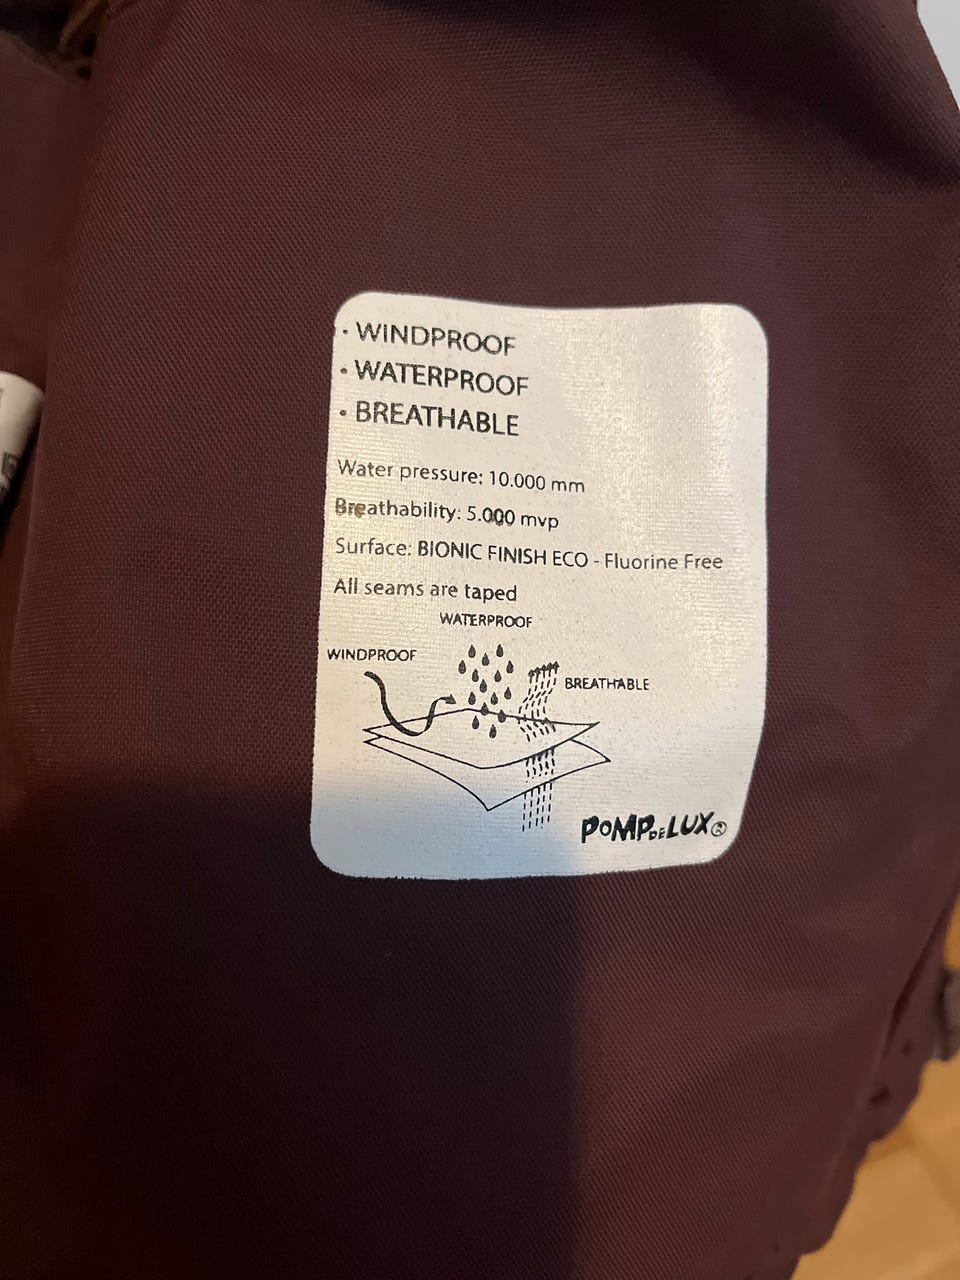 · WINDPROOF
· WATERPROOF
· BREATHABLE
Water pressure: 10.000 mm
Breathability: 5.000 mvp
Surface: BIONIC FINISH ECO - Fluorine Free
All seams are taped
WATERPROOF
WINDPROOF
BREATHABLE
POMPDELUX®